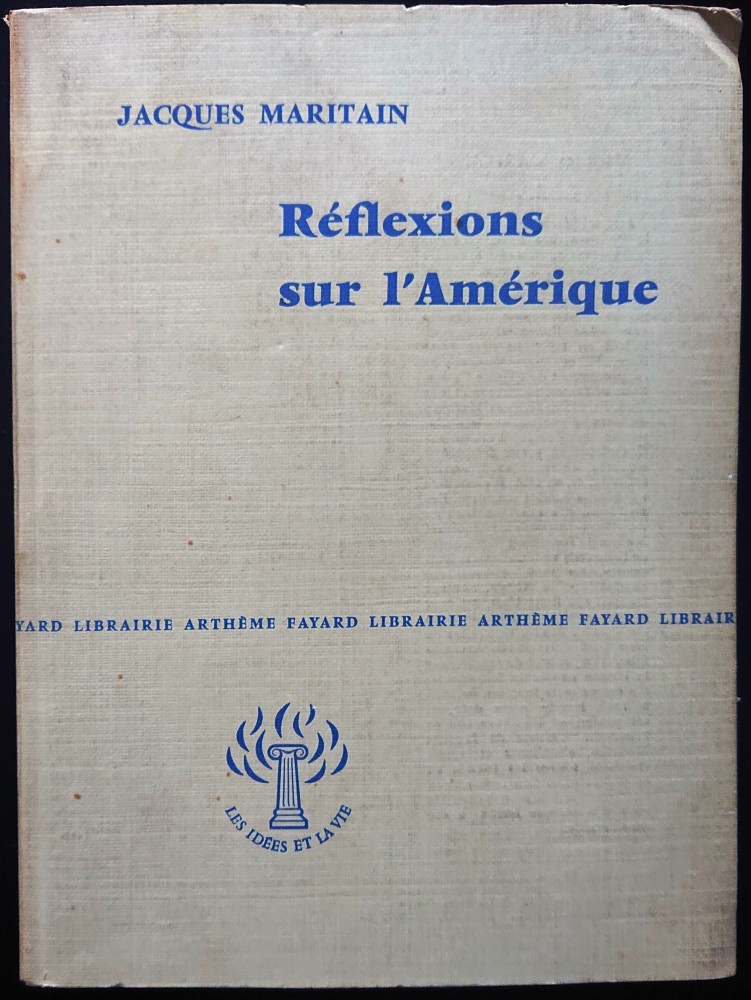 JACQUES MARITAIN
Réflexions
sur l'Amérique
YARD LIBRAIRIE ARTHÈME FAYARD LIBRAIRIE ARTHÈME FAYARD LIBRAIR
LES IDÉES ET LA VIE